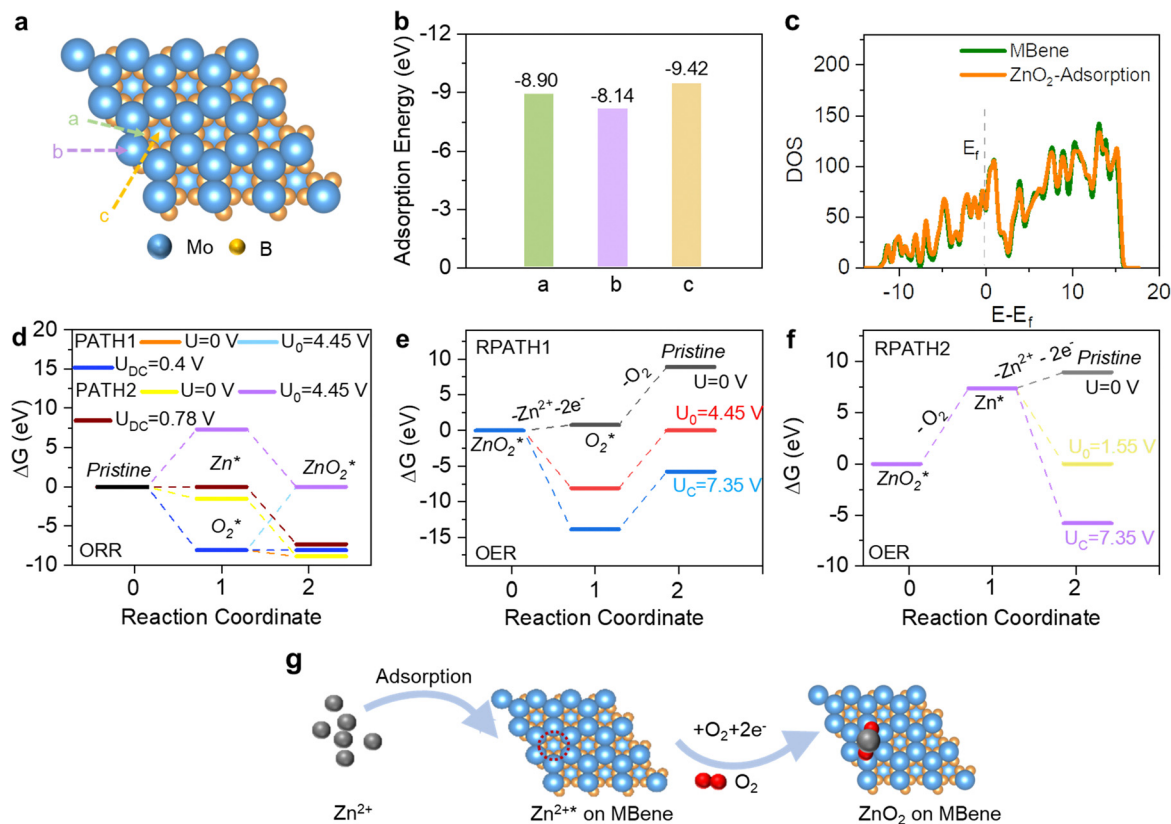 a
a
b
c
Mo
B
b
Adsorption Energy (eV)
-12
-9
-6
-3
0
-8.90
-8.14
-9.42
a
b
c
c
MBene
ZnO₂-Adsorption
E_f
DOS
200
150
100
50
0
-10
0
10
20
E-E_f
d
PATH1
U=0 V
U₀=4.45 V
U_DC=0.4 V
PATH2
U=0 V
U₀=4.45 V
U_DC=0.78 V
ΔG (eV)
20
15
10
5
0
-5
-10
Pristine
Zn*
ZnO₂*
O₂*
ORR
0
1
2
Reaction Coordinate
e
RPATH1
ΔG (eV)
10
5
0
-5
-10
-15
-O₂
Pristine
U=0 V
-Zn²⁺-2e⁻
U₀=4.45 V
ZnO₂*
O₂*
U_C=7.35 V
OER
0
1
2
Reaction Coordinate
f
RPATH2
ΔG (eV)
10
5
0
-5
-10
-Zn²⁺ - 2e⁻
Pristine
U=0 V
Zn*
-O₂
U₀=1.55 V
ZnO₂*
U_C=7.35 V
OER
0
1
2
Reaction Coordinate
g
Adsorption
+O₂+2e⁻
O₂
Zn²⁺
Zn²⁺* on MBene
ZnO₂ on MBene